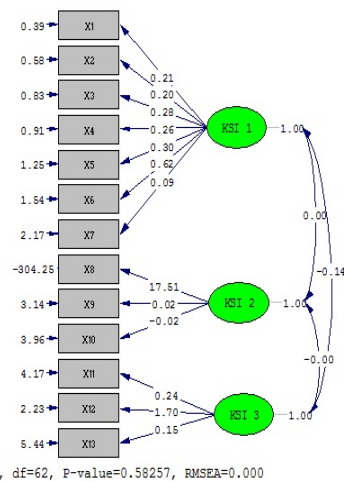 0.39 X1
0.58 X2
0.83 X3
0.91 X4
1.25 X5
1.54 X6
2.17 X7
-304.25 X8
3.14 X9
3.96 X10
4.17 X11
2.23 X12
5.44 X13
0.21
0.20
0.28
0.26
0.30
0.62
0.09
17.51
0.02
-0.02
0.24
1.70
0.15
KSI 1 1.00
KSI 2 1.00
KSI 3 1.00
0.00
-0.14
-0.00
, df=62, P-value=0.58257, RMSEA=0.000